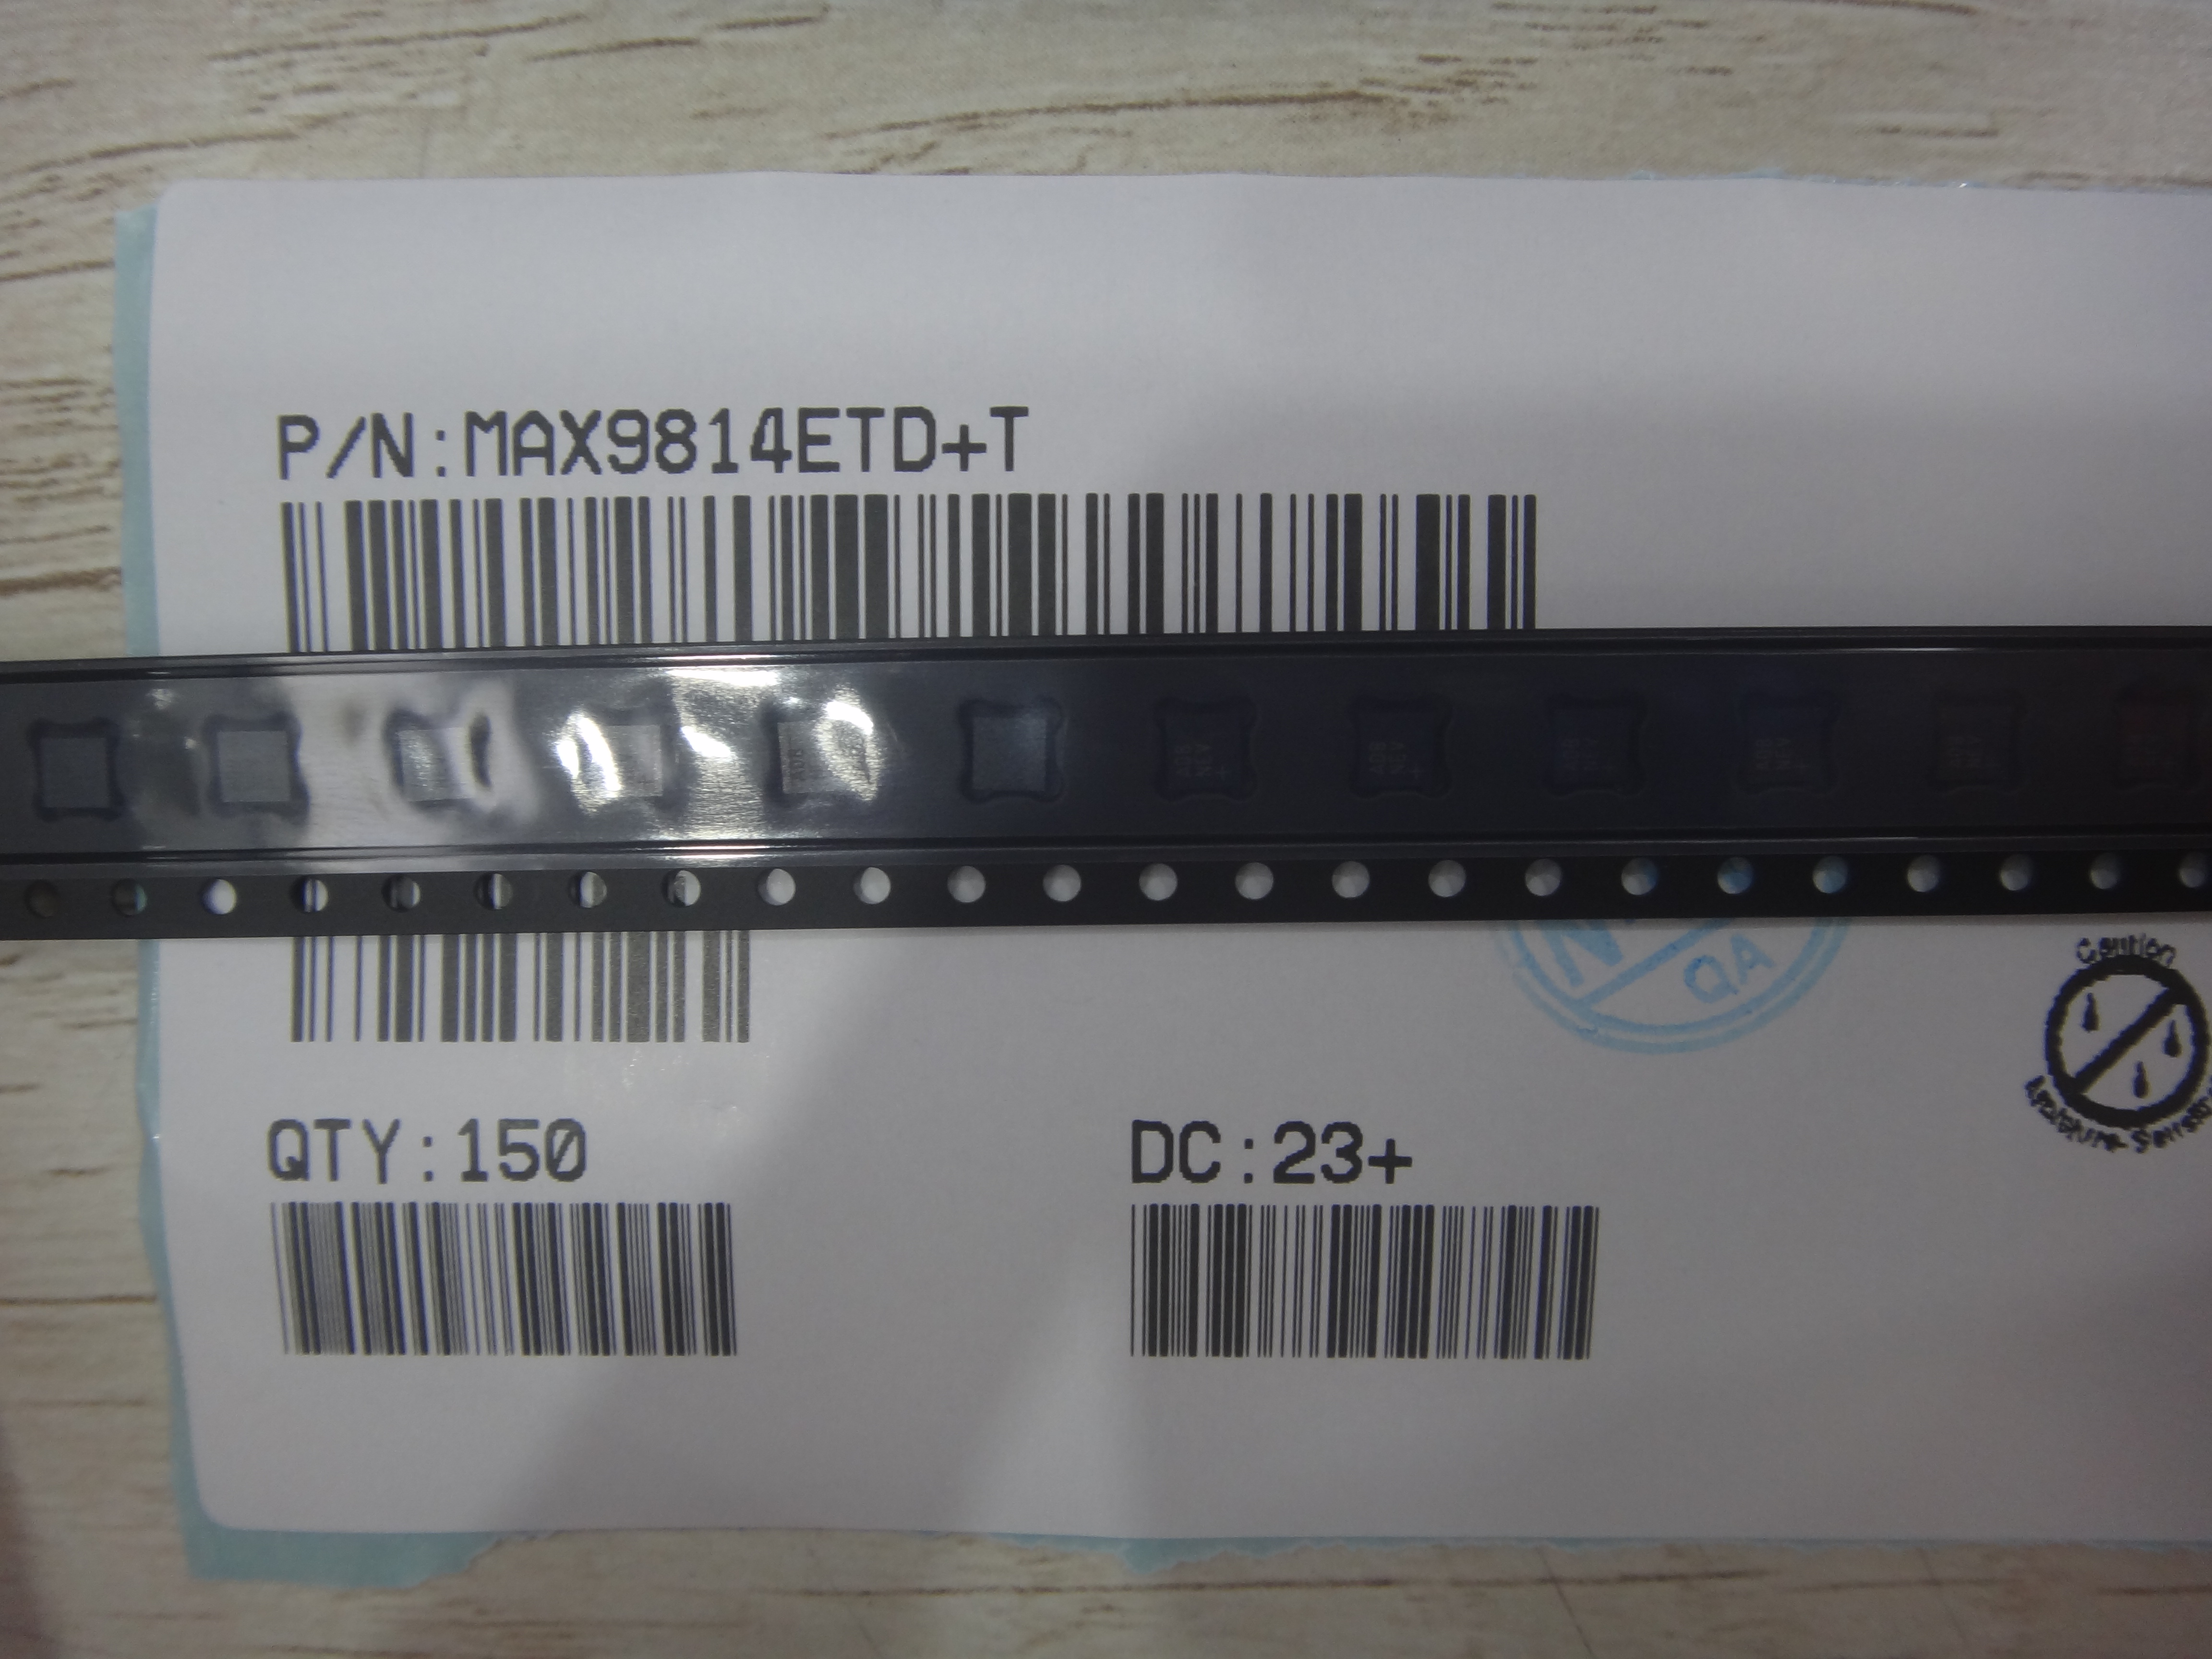 P/N:MAX9814ETD+T
QA
Caution
QTY:150
DC:23+